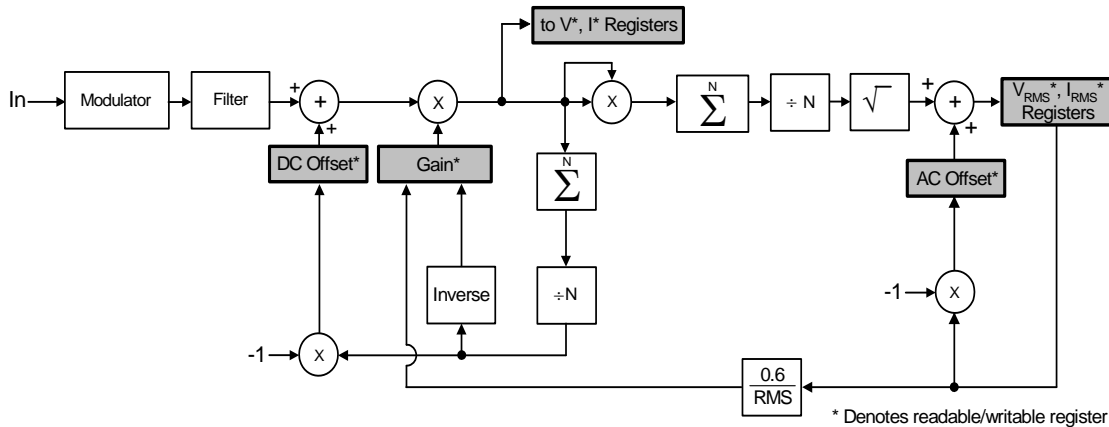 to V*, I* Registers
In
Modulator
Filter
+
+
+
X
X
N
Σ
÷ N
√
+
+
+
VRMS*, IRMS*
Registers
DC Offset*
Gain*
N
Σ
AC Offset*
Inverse
÷N
-1
X
-1
X
0.6
RMS
* Denotes readable/writable register